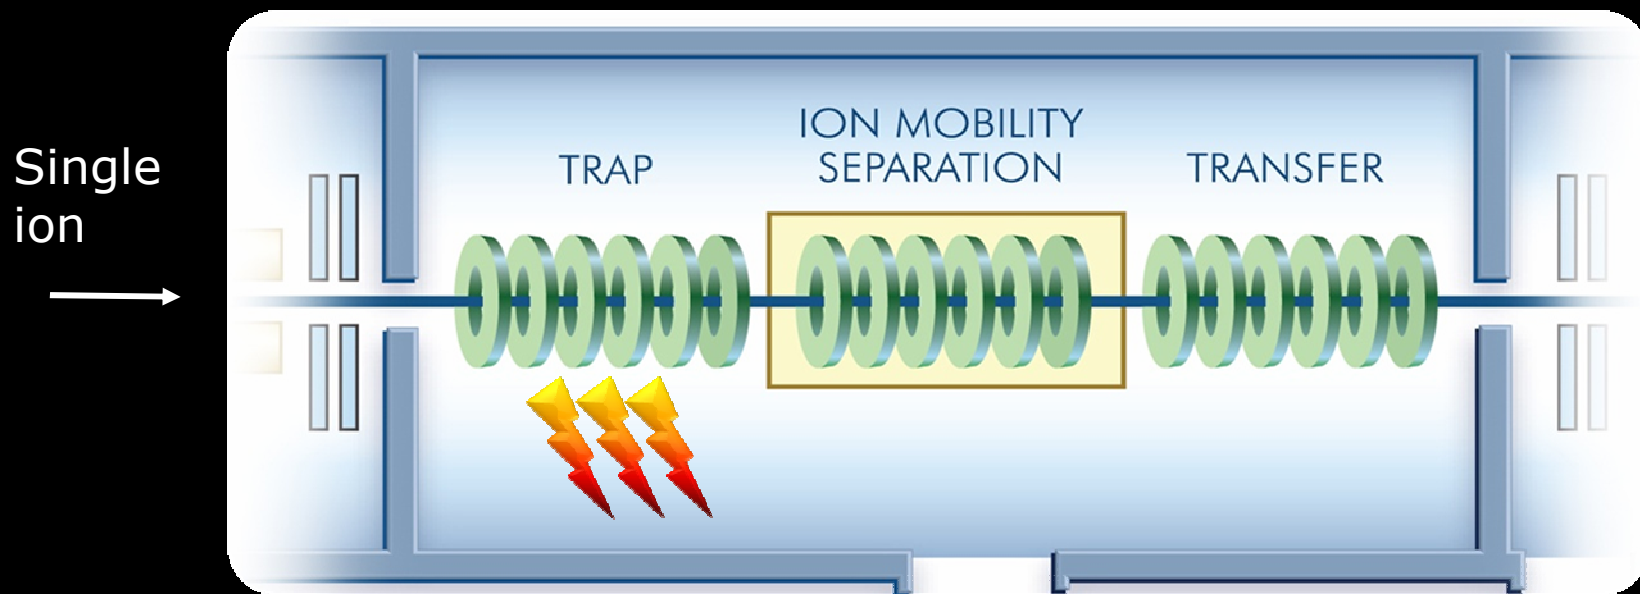 Single
ion
TRAP
ION MOBILITY
SEPARATION
TRANSFER